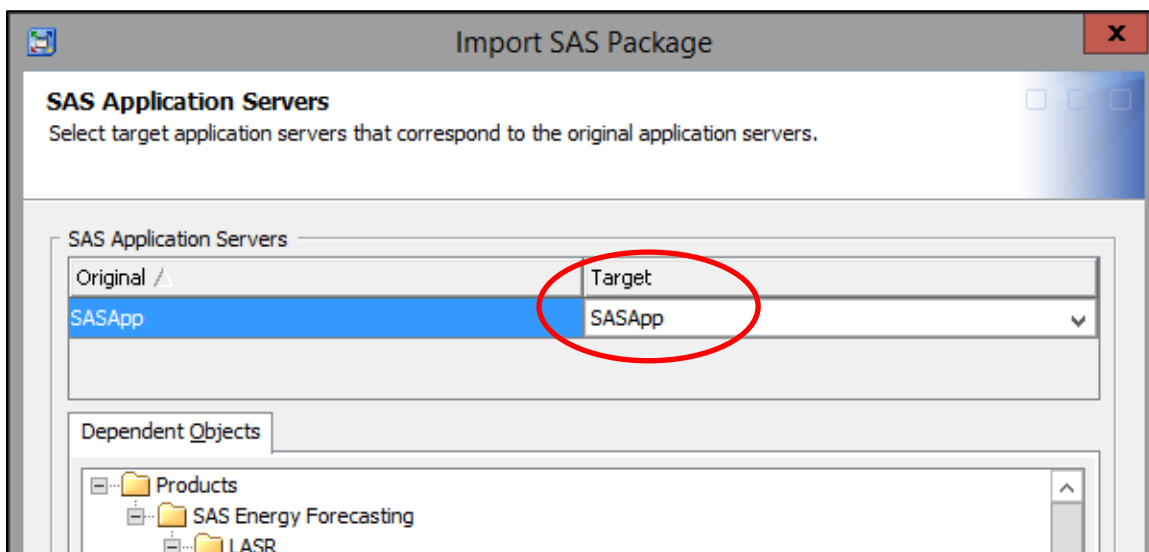 Import SAS Package
x
SAS Application Servers
Select target application servers that correspond to the original application servers.
SAS Application Servers
Original Target
SASApp SASApp
Dependent Objects
Products
SAS Energy Forecasting
LASR